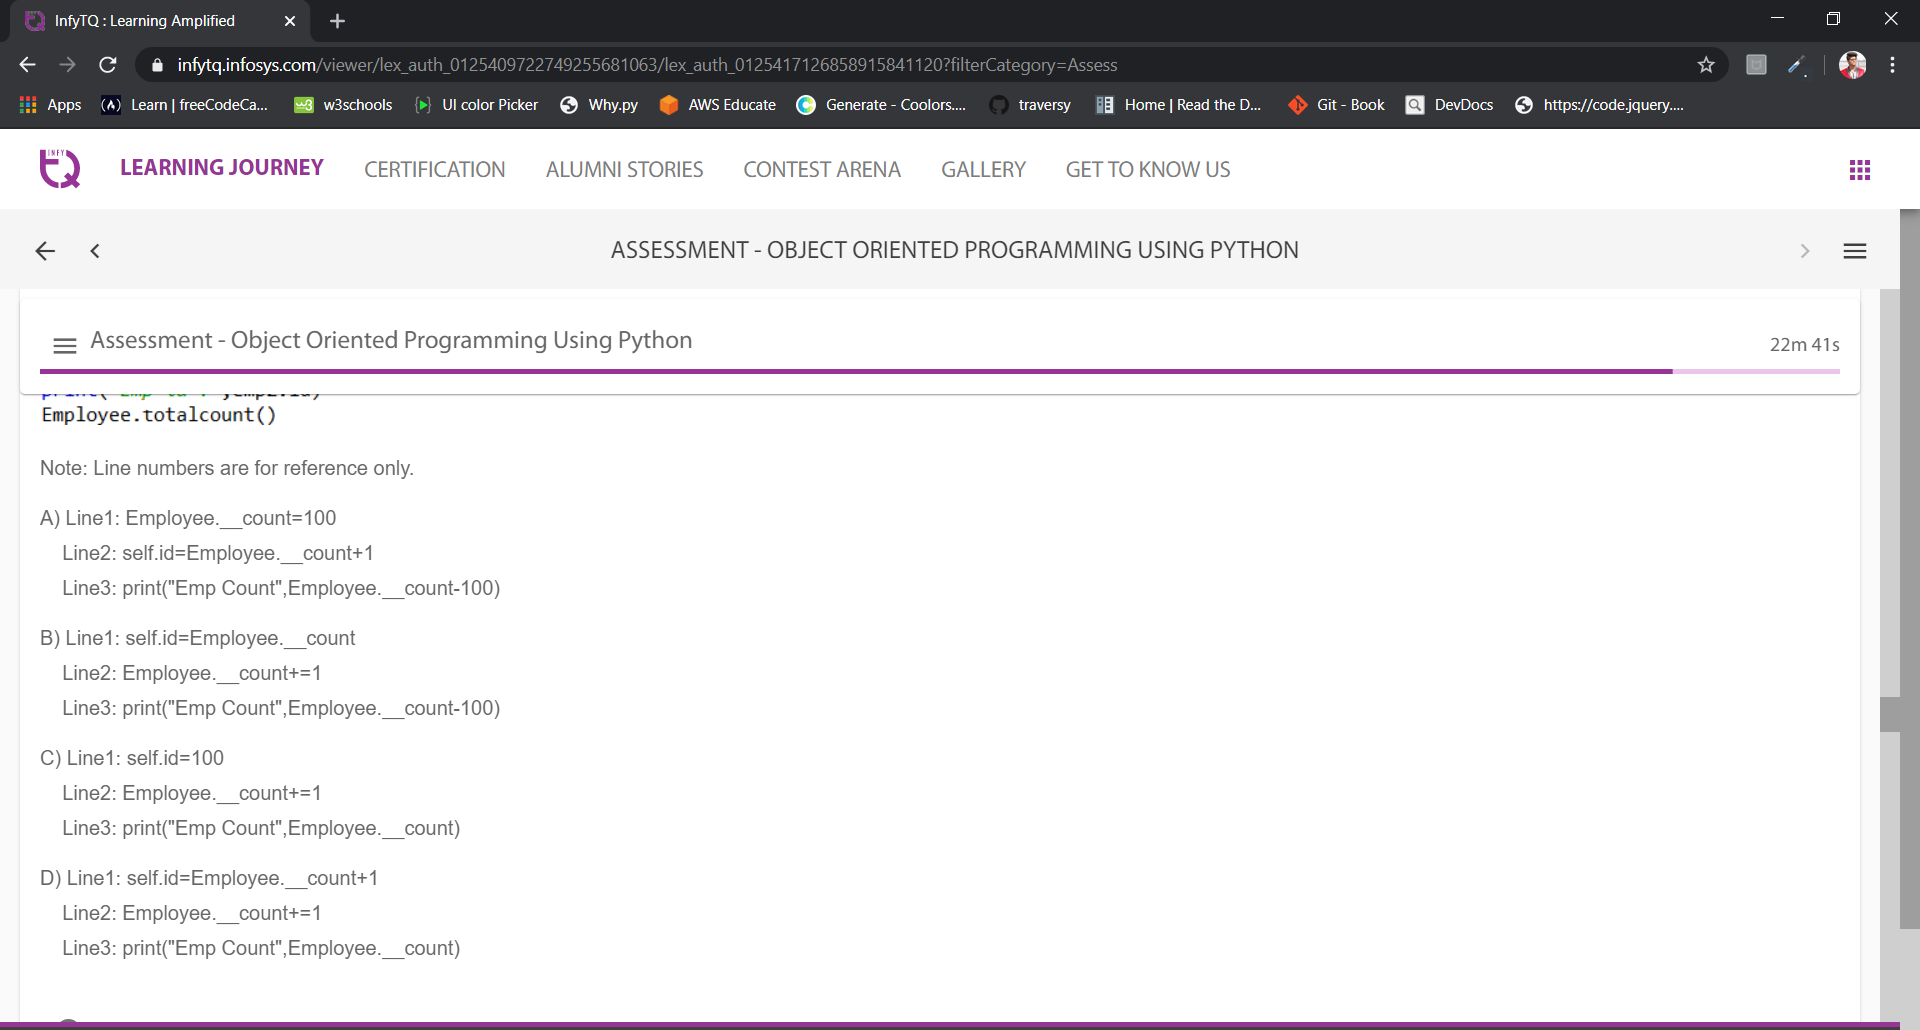 InfyTQ : Learning Amplified
infytq.infosys.com/viewer/lex_auth_0125409722749255681063/lex_auth_0125417126858915841120?filterCategory=Assess
Apps Learn | freeCodeCa... w3schools UI color Picker Why.py AWS Educate Generate - Coolors.... traversy Home | Read the D... Git - Book DevDocs https://code.jquery....
INFY TQ LEARNING JOURNEY CERTIFICATION ALUMNI STORIES CONTEST ARENA GALLERY GET TO KNOW US
ASSESSMENT - OBJECT ORIENTED PROGRAMMING USING PYTHON
Assessment - Object Oriented Programming Using Python 22m 41s
Employee.totalcount()
Note: Line numbers are for reference only.
A) Line1: Employee.__count=100
Line2: self.id=Employee.__count+1
Line3: print("Emp Count",Employee.__count-100)
B) Line1: self.id=Employee.__count
Line2: Employee.__count+=1
Line3: print("Emp Count",Employee.__count-100)
C) Line1: self.id=100
Line2: Employee.__count+=1
Line3: print("Emp Count",Employee.__count)
D) Line1: self.id=Employee.__count+1
Line2: Employee.__count+=1
Line3: print("Emp Count",Employee.__count)